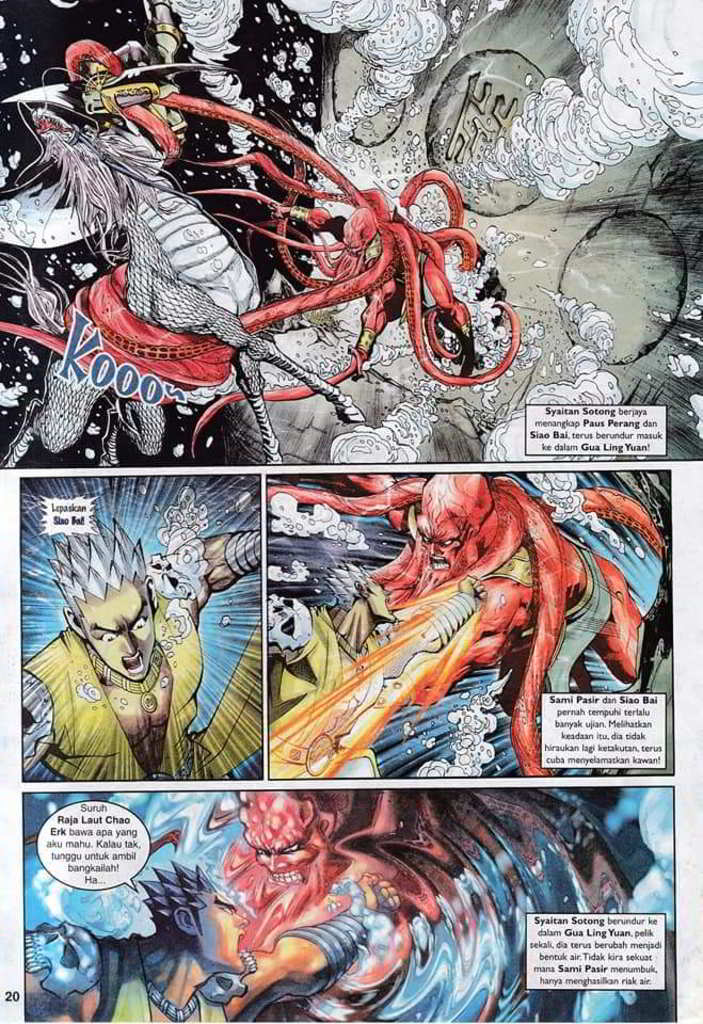 Kooo~
Syaitan Sotong berjaya
menangkap Paus Perang dan
Siao Bai, terus berundur masuk
ke dalam Gua Ling Yuan!
Lepaskan
Siao Bai!
Sami Pasir dan Siao Bai
pernah tempuhi terlalu
banyak ujian. Melihatkan
keadaan itu, dia tidak
hiraukan lagi ketakutan, terus
cuba menyelamatkan kawan!
Suruh
Raja Laut Chao
Erk bawa apa yang
aku mahu. Kalau tak,
tunggu untuk ambil
bangkailah!
Ha...
Syaitan Sotong berundur ke
dalam Gua Ling Yuan, pelik
sekali, dia terus berubah menjadi
bentuk air. Tidak kira sekuat
mana Sami Pasir menumbuk,
hanya menghasilkan riak air.
20